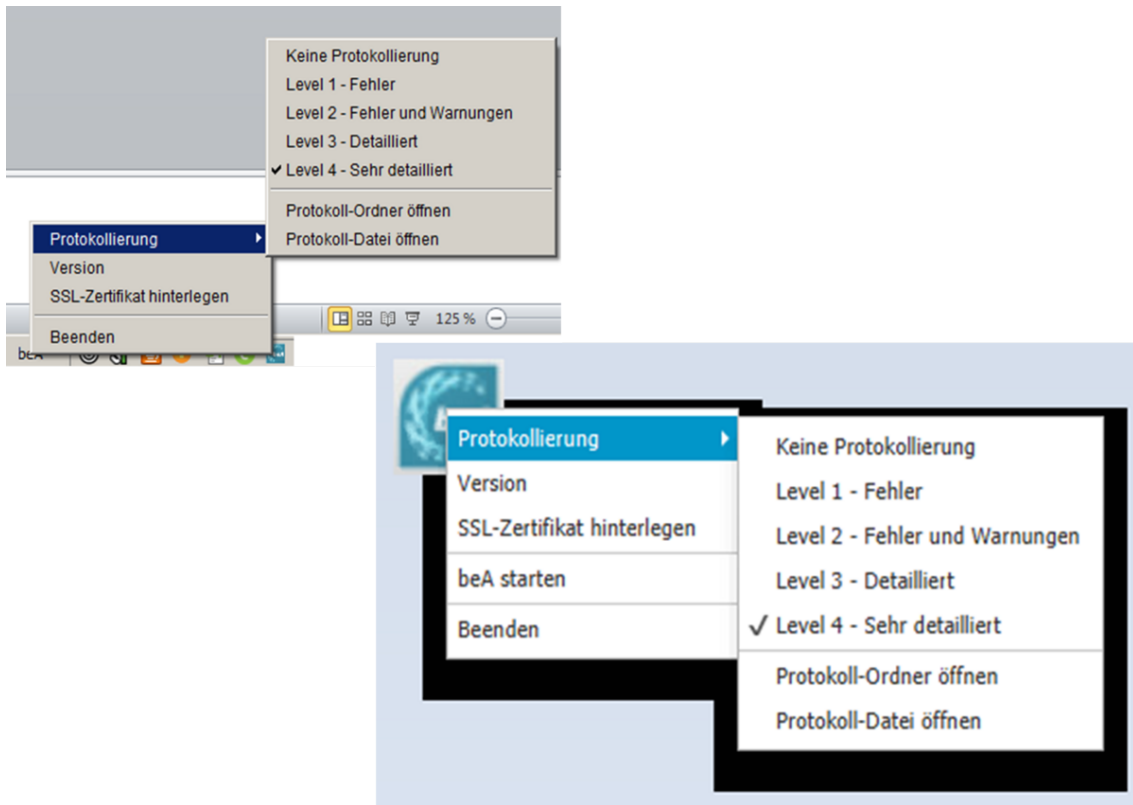 Keine Protokollierung
Level 1 - Fehler
Level 2 - Fehler und Warnungen
Level 3 - Detailliert
Level 4 - Sehr detailliert
Protokoll-Ordner öffnen
Protokoll-Datei öffnen
Protokollierung
Version
SSL-Zertifikat hinterlegen
Beenden
125 %
beA
Protokollierung
Version
SSL-Zertifikat hinterlegen
beA starten
Beenden
Keine Protokollierung
Level 1 - Fehler
Level 2 - Fehler und Warnungen
Level 3 - Detailliert
Level 4 - Sehr detailliert
Protokoll-Ordner öffnen
Protokoll-Datei öffnen